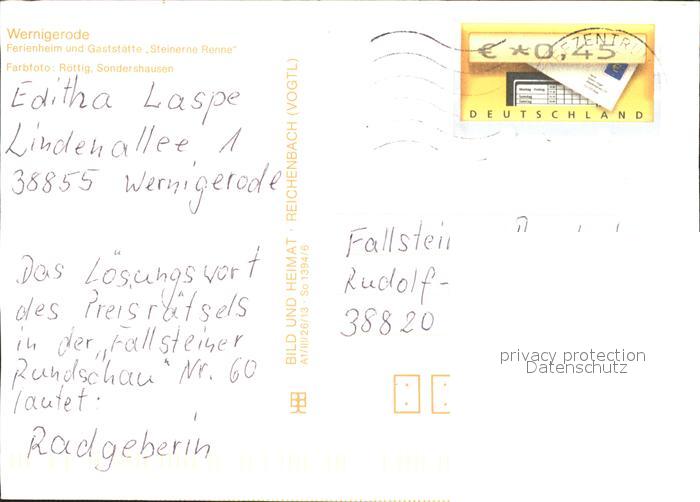 Wernigerode
Ferienheim und Gaststätte „Steinerne Renne"
Farbfoto: Röttig, Sondershausen
Editha Laspe
Lindenallee 1
38855 Wernigerode
Das Lösungswort
des Preisrätsels
in der „Fallsteiner
Rundschau" Nr. 60
lautet:
Radgeberin
BILD UND HEIMAT · REICHENBACH (VOGTL)
A1/III/26/13 · So 1394/6
€ *0,45
DEUTSCHLAND
Rudolf-
38820
privacy protection
Datenschutz